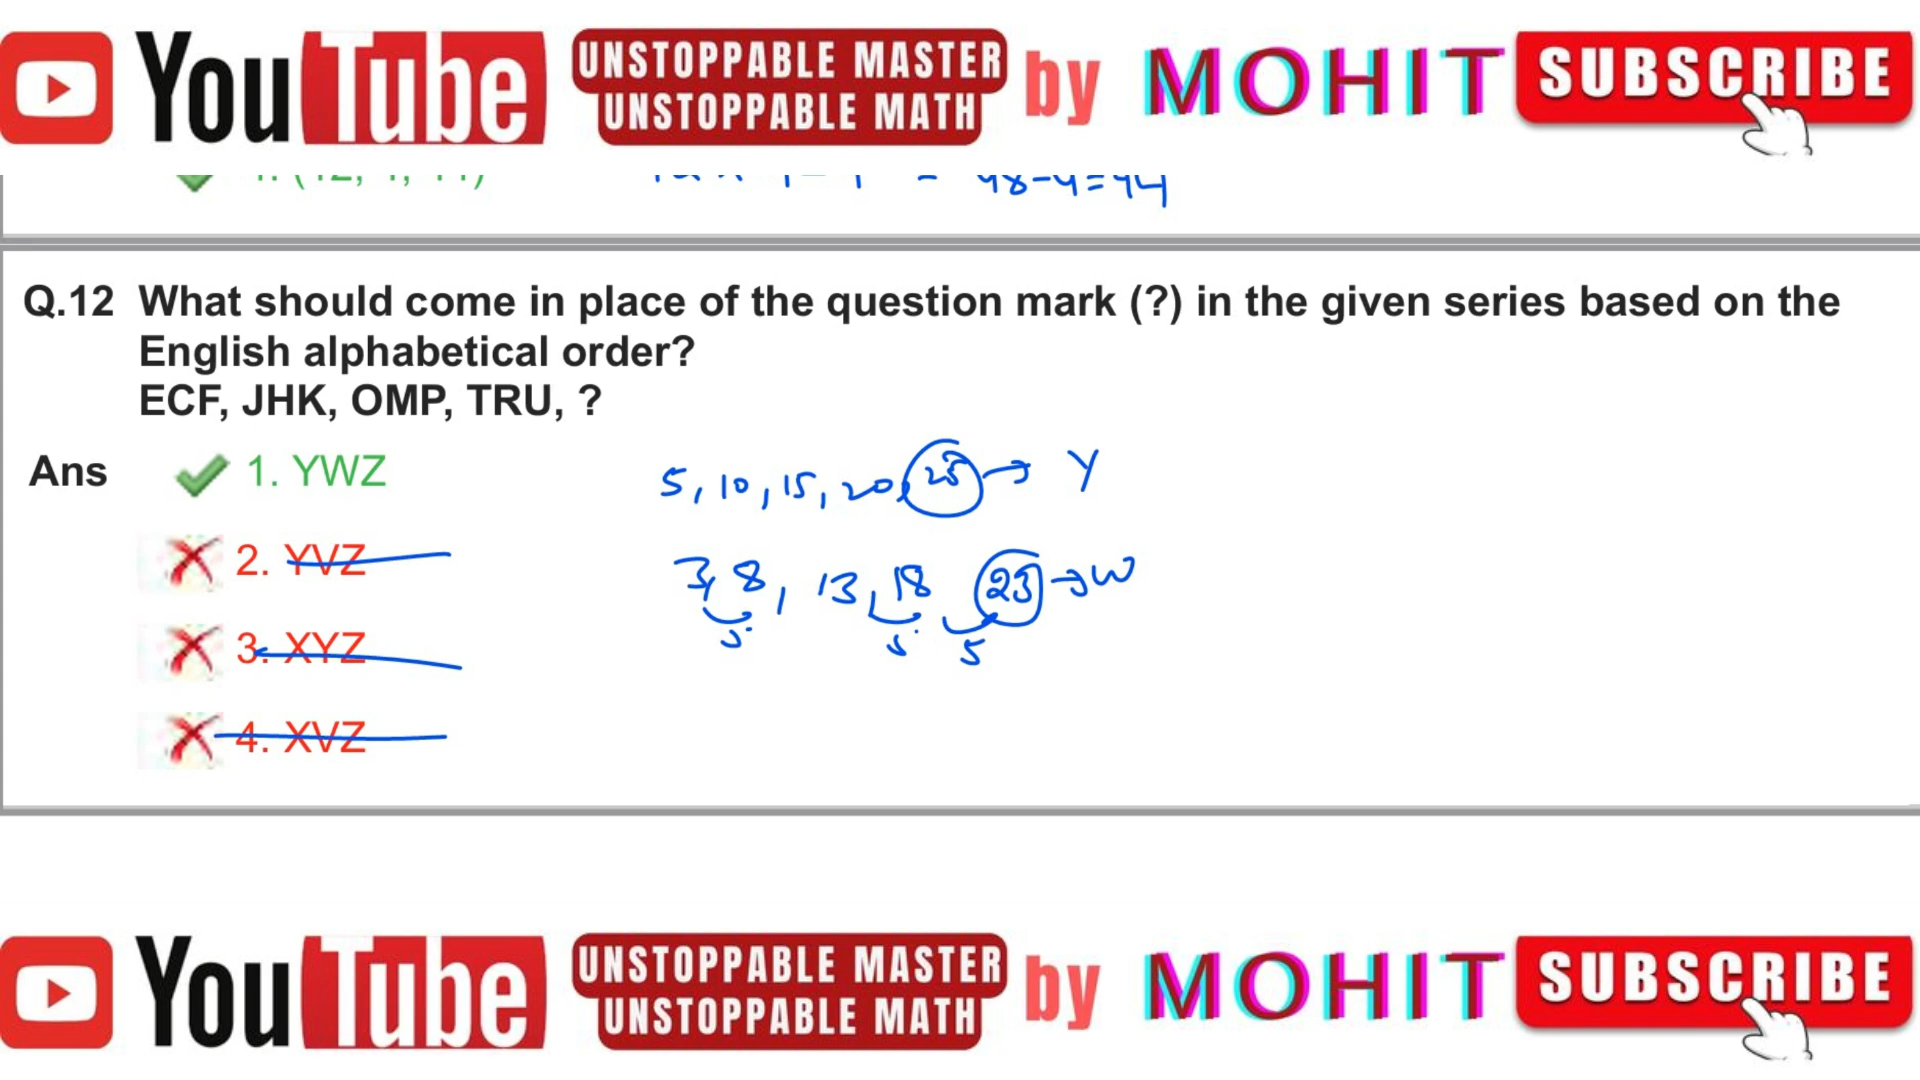 YouTube UNSTOPPABLE MASTER by MOHIT SUBSCRIBE
UNSTOPPABLE MATH
48-4=44
Q.12 What should come in place of the question mark (?) in the given series based on the
English alphabetical order?
ECF, JHK, OMP, TRU, ?
Ans 1. YWZ 5, 10, 15, 20, 25 → Y
2. YVZ 3, 8, 13, 18 23 → W
5 5 5
3. XYZ
4. XVZ
YouTube UNSTOPPABLE MASTER by MOHIT SUBSCRIBE
UNSTOPPABLE MATH